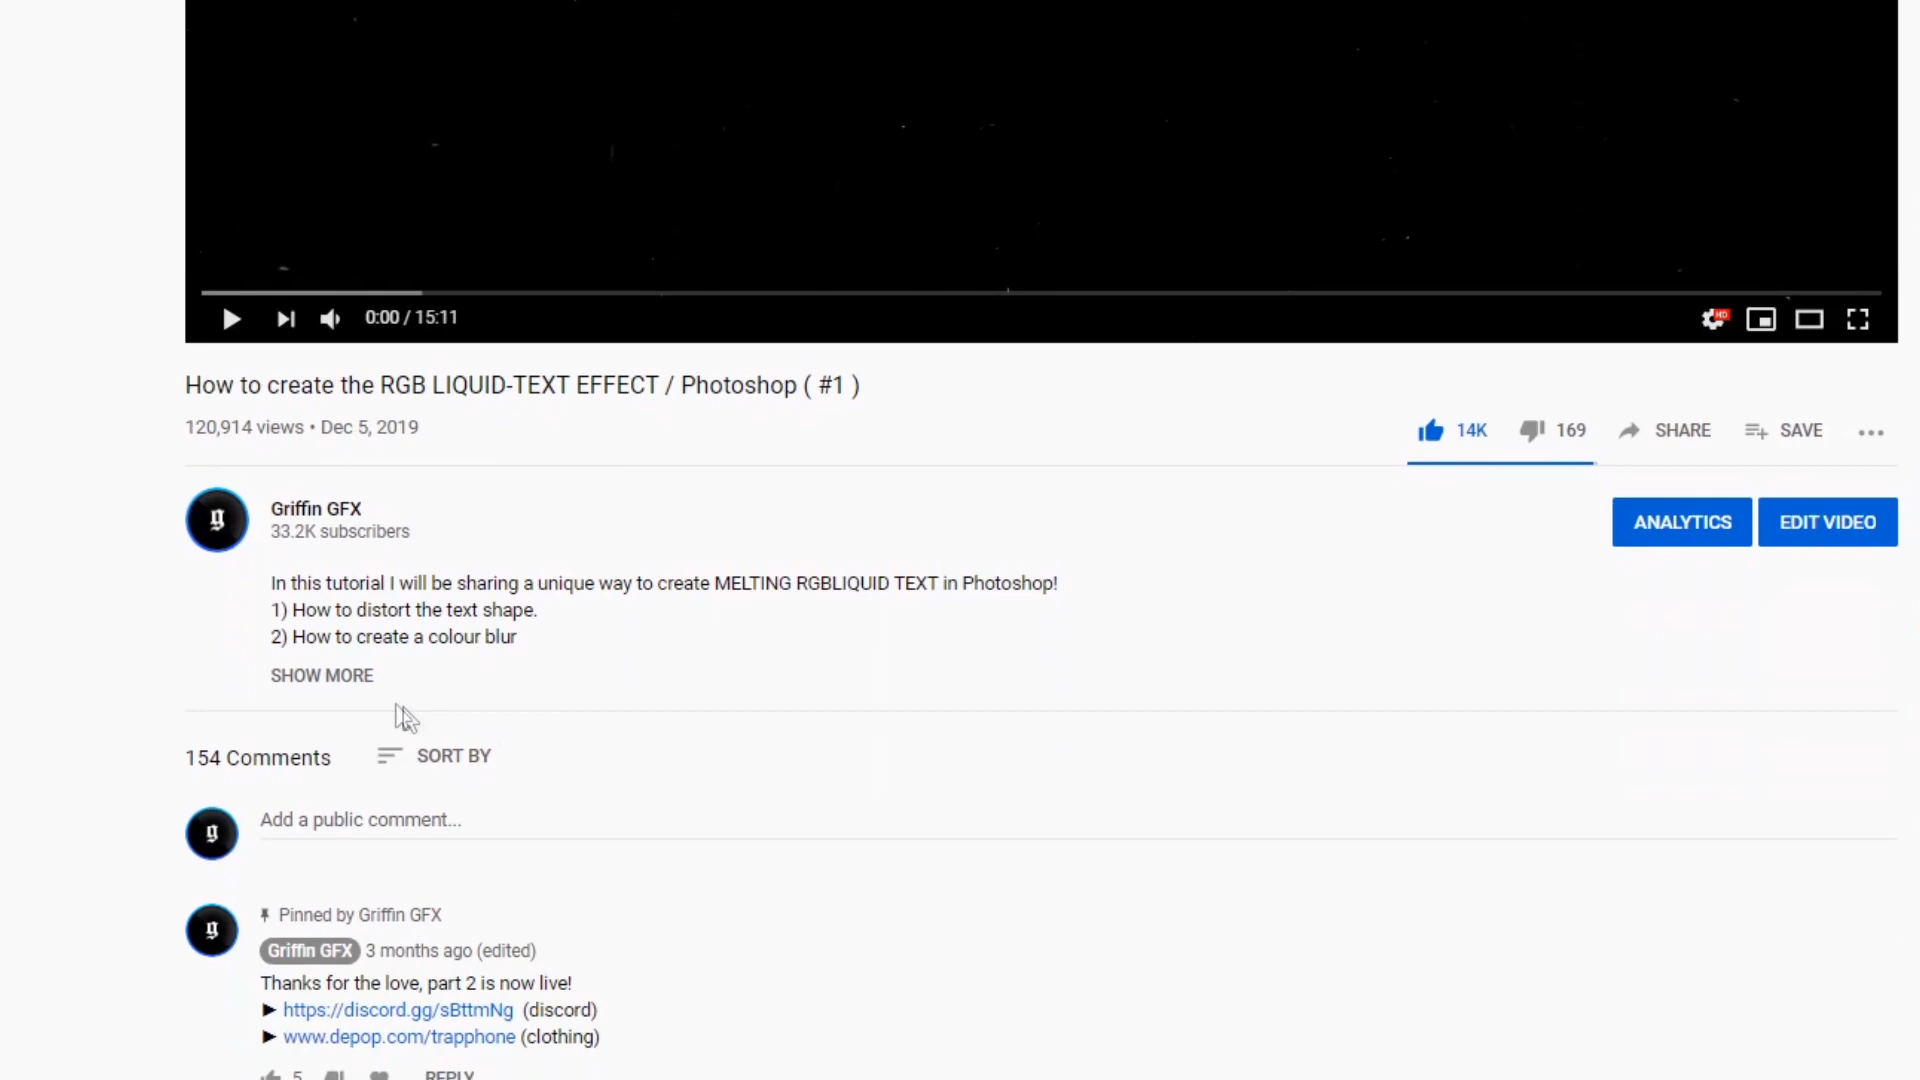 HD
0:00 / 15:11
How to create the RGB LIQUID-TEXT EFFECT / Photoshop ( #1 )
120,914 views • Dec 5, 2019
14K 169 SHARE SAVE
g
Griffin GFX
33.2K subscribers
ANALYTICS EDIT VIDEO
In this tutorial I will be sharing a unique way to create MELTING RGBLIQUID TEXT in Photoshop!
1) How to distort the text shape.
2) How to create a colour blur
SHOW MORE
154 Comments SORT BY
g
Add a public comment...
g
Pinned by Griffin GFX
Griffin GFX 3 months ago (edited)
Thanks for the love, part 2 is now live!
► https://discord.gg/sBttmNg (discord)
► www.depop.com/trapphone (clothing)
5 REPLY